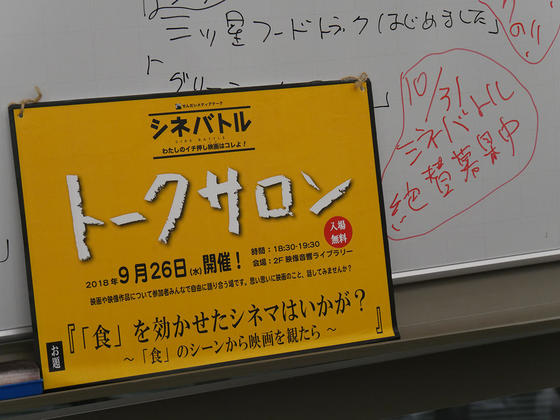 三ツ星フードトラックはじめました」
ト
グリーン
10/31
シネバトル
絶賛募集中
せんだいメディアテーク
シネバトル
CINE BATTLE
わたしのイチ押し映画はコレよ!
トークサロン
入場
無料
2018年9月26日(水)開催!
時間:18:30-19:30
会場:2F 映像音響ライブラリー
映画や映像作品について参加者みんなで自由に語り合う場です。思い思いに映画のこと、話してみませんか?
お題
『「食」を効かせたシネマはいかが?
~「食」のシーンから映画を観たら~』